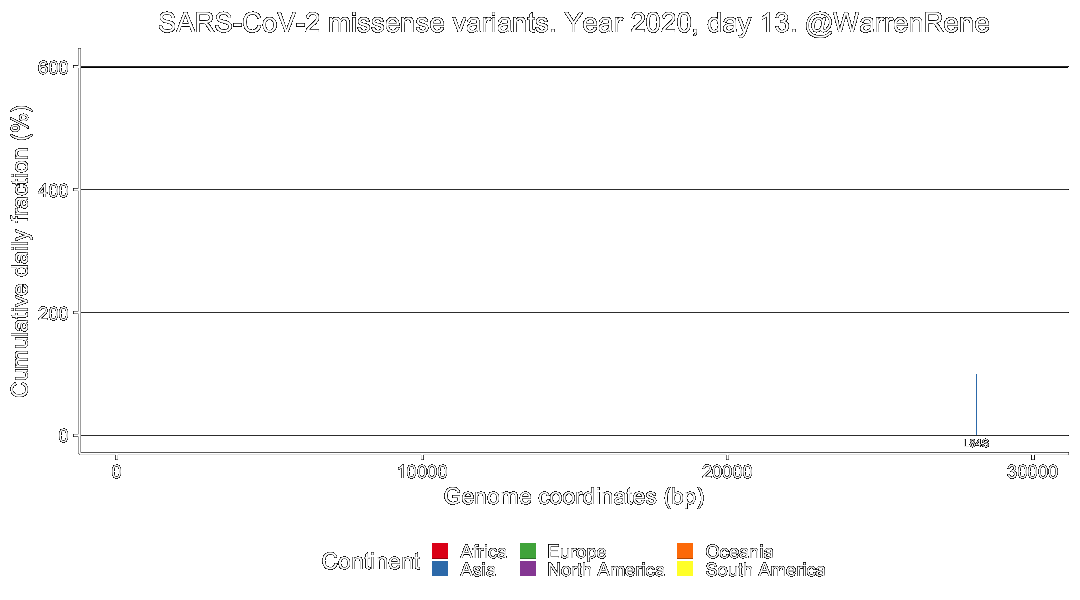 SARS-CoV-2 missense variants. Year 2020, day 13. @WarrenRene
Cumulative daily fraction (%)
600
400
200
0
0 10000 20000 30000
Genome coordinates (bp)
Continent
Africa Europe Oceania
Asia North America South America